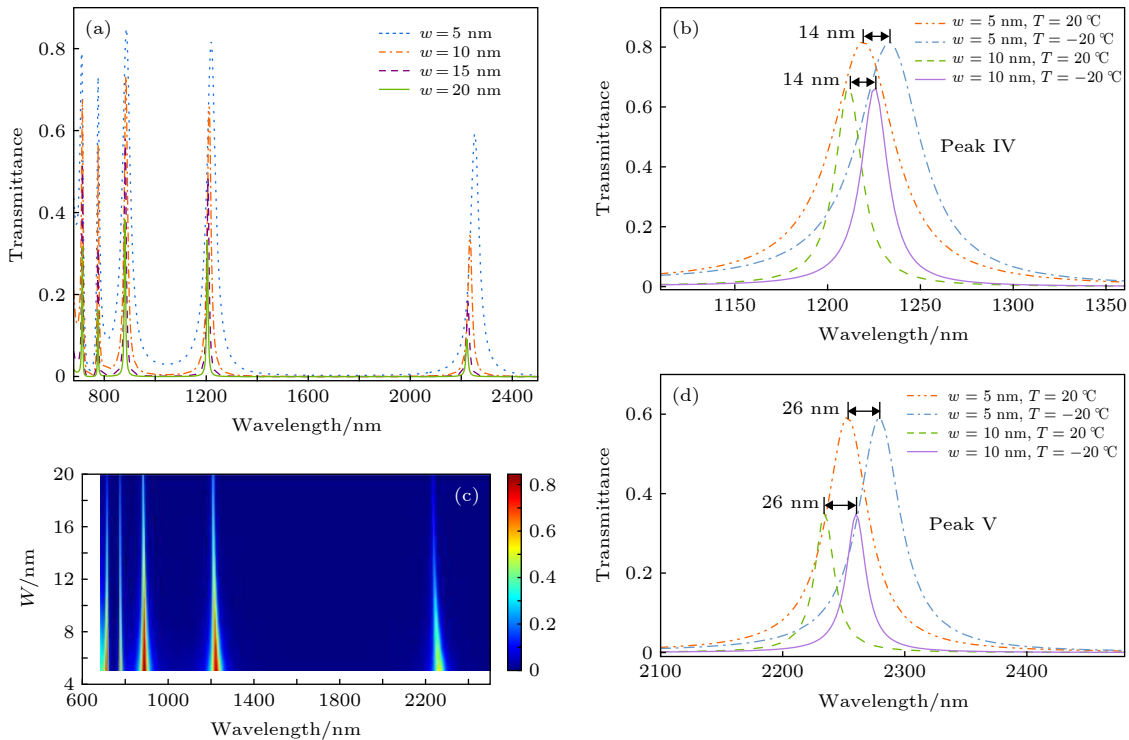 (a)
w = 5 nm
w = 10 nm
w = 15 nm
w = 20 nm
Transmittance
0.8
0.6
0.4
0.2
0
800 1200 1600 2000 2400
Wavelength/nm
(b)
w = 5 nm, T = 20 ℃
w = 5 nm, T = −20 ℃
w = 10 nm, T = 20 ℃
w = 10 nm, T = −20 ℃
14 nm
14 nm
Peak IV
Transmittance
0.8
0.6
0.4
0.2
0
1150 1200 1250 1300 1350
Wavelength/nm
(c)
W/nm
20
16
12
8
4
600 1000 1400 1800 2200
Wavelength/nm
0.8
0.6
0.4
0.2
0
(d)
w = 5 nm, T = 20 ℃
w = 5 nm, T = −20 ℃
w = 10 nm, T = 20 ℃
w = 10 nm, T = −20 ℃
26 nm
26 nm
Peak V
Transmittance
0.6
0.4
0.2
0
2100 2200 2300 2400
Wavelength/nm